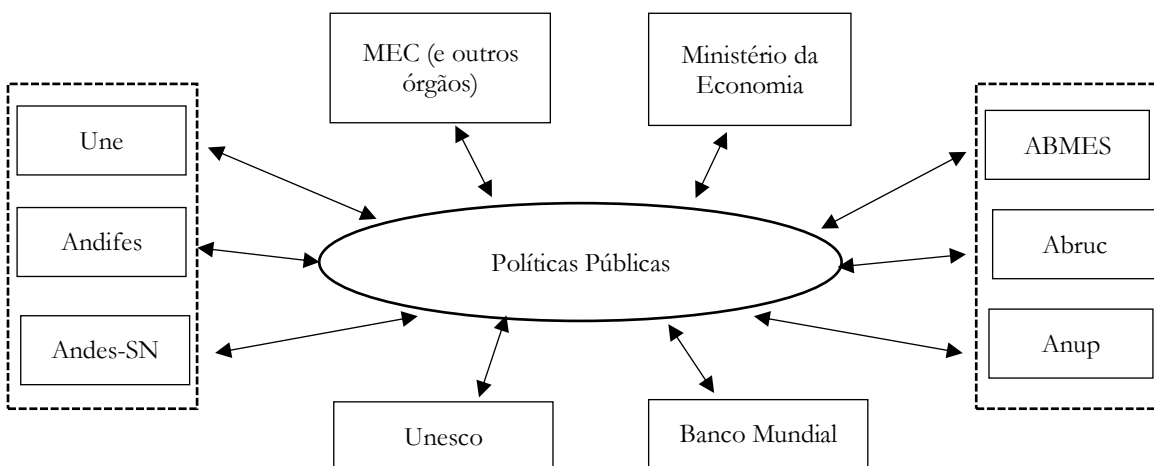 MEC (e outros
órgãos)
Ministério da
Economia
Une
ABMES
Andifes
Políticas Públicas
Abruc
Andes-SN
Anup
Unesco
Banco Mundial